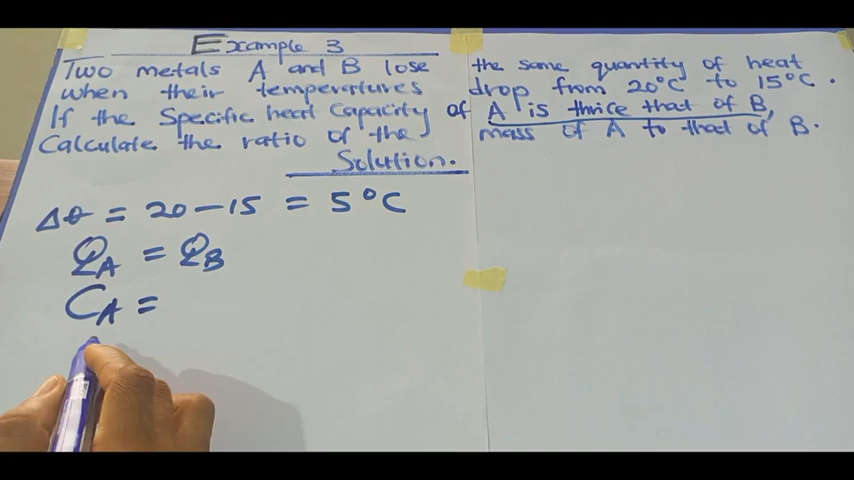 Example 3
Two metals A and B lose the same quantity of heat
when their temperatures drop from 20°C to 15°C.
If the Specific heat Capacity of A is thrice that of B,
Calculate the ratio of the mass of A to that of B.
Solution.
Δθ = 20 – 15 = 5°C
QA = QB
CA =